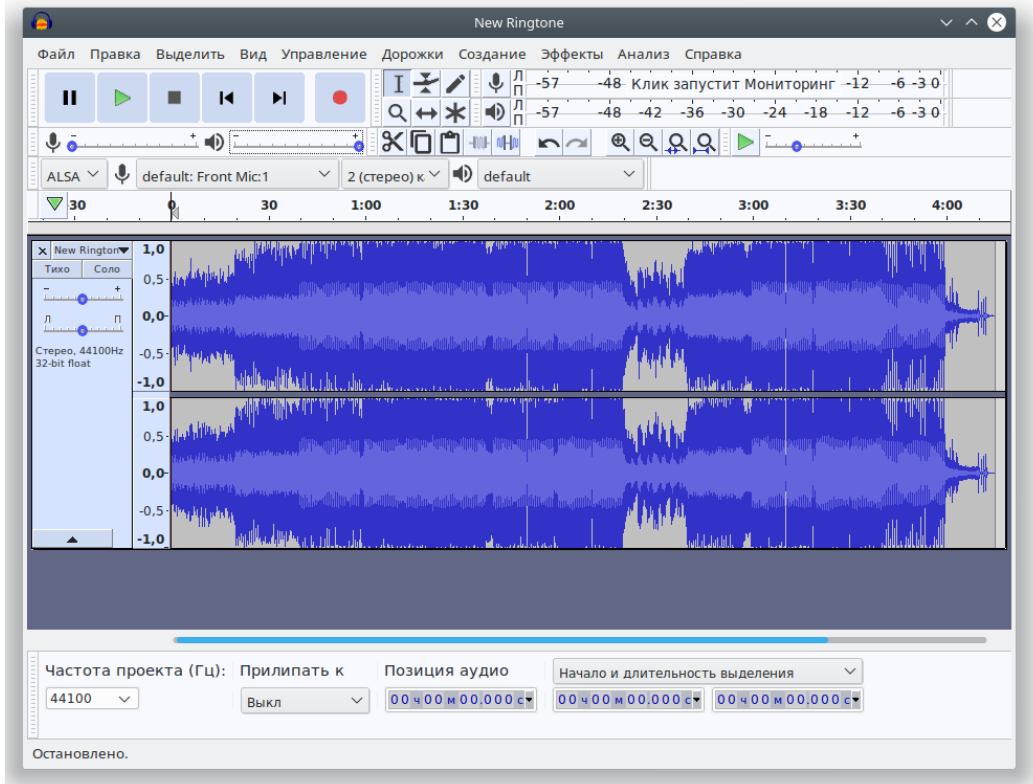 New Ringtone
Файл Правка Выделить Вид Управление Дорожки Создание Эффекты Анализ Справка
Л П -57 -48 Клик запустит Мониторинг -12 -6 -3 0
Л П -57 -48 -42 -36 -30 -24 -18 -12 -6 -3 0
- + - +
- +
ALSA default: Front Mic:1 2 (стерео) к default
30 0 30 1:00 1:30 2:00 2:30 3:00 3:30 4:00
X New Rington
Тихо Соло
- +
Л П
Стерео, 44100Hz
32-bit float
1,0
0,5
0,0
-0,5
-1,0
1,0
0,5
0,0
-0,5
-1,0
Частота проекта (Гц): Прилипать к Позиция аудио Начало и длительность выделения
44100 Выкл 00 ч 00 м 00.000 с 00 ч 00 м 00.000 с 00 ч 00 м 00.000 с
Остановлено.